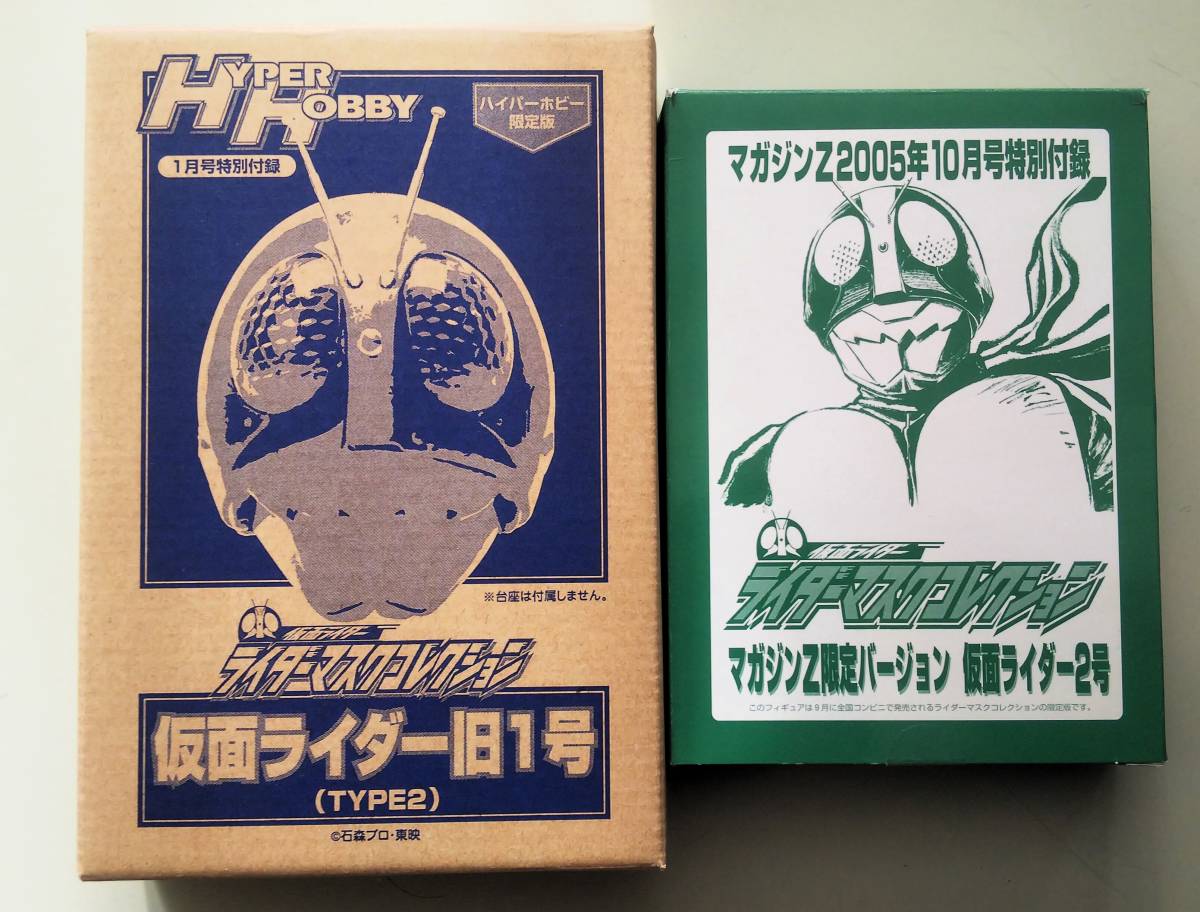 HYPER HOBBY
ハイパーホビー
限定版
1月号特別付録
※台座は付属しません。
仮面ライダー
ライダーマスクコレクション
仮面ライダー旧1号
(TYPE2)
©石森プロ・東映
マガジンZ2005年10月号特別付録
仮面ライダー
ライダーマスクコレクション
マガジンZ限定バージョン 仮面ライダー2号
このフィギュアは9月に全国コンビニで発売されるライダーマスクコレクションの限定版です。